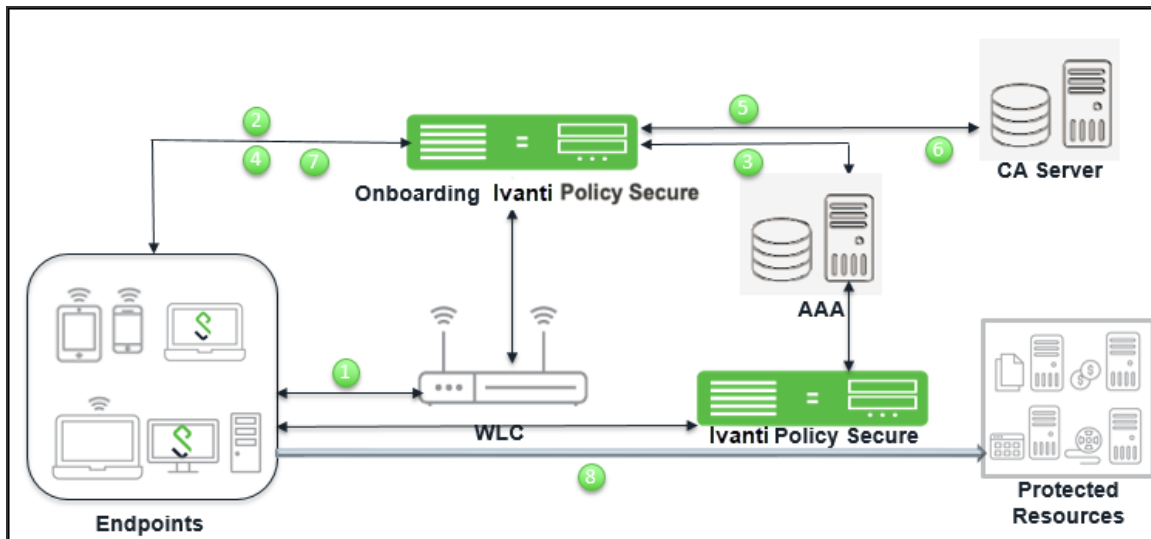 2
5
4
7
3
6
CA Server
Onboarding Ivanti Policy Secure
AAA
1
WLC
Ivanti Policy Secure
8
Endpoints
Protected
Resources